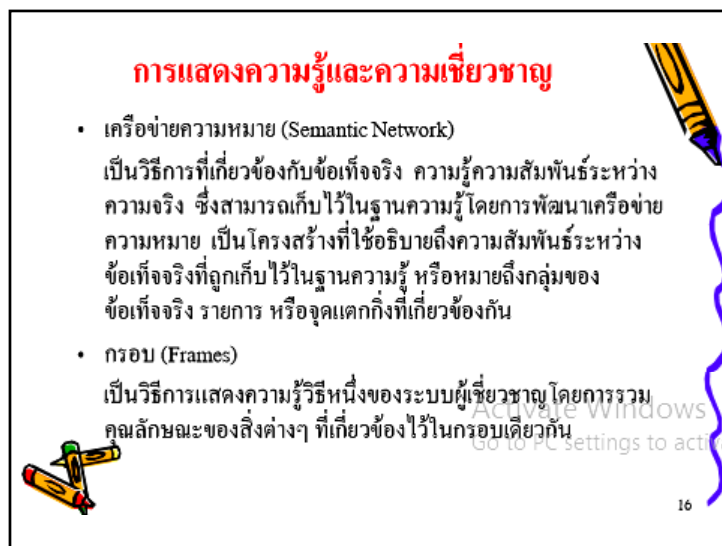 การแสดงความรู้และความเชี่ยวชาญ
• เครือข่ายความหมาย (Semantic Network)
เป็นวิธีการที่เกี่ยวข้องกับข้อเท็จจริง ความรู้ความสัมพันธ์ระหว่าง
ความจริง ซึ่งสามารถเก็บไว้ในฐานความรู้โดยการพัฒนาเครือข่าย
ความหมาย เป็นโครงสร้างที่ใช้อธิบายถึงความสัมพันธ์ระหว่าง
ข้อเท็จจริงที่ถูกเก็บไว้ในฐานความรู้ หรือหมายถึงกลุ่มของ
ข้อเท็จจริง รายการ หรือจุดแตกกิ่งที่เกี่ยวข้องกัน
• กรอบ (Frames)
เป็นวิธีการแสดงความรู้วิธีหนึ่งของระบบผู้เชี่ยวชาญโดยการรวม
คุณลักษณะของสิ่งต่างๆ ที่เกี่ยวข้องไว้ในกรอบเดียวกัน
Activate Windows
Go to PC settings to
16